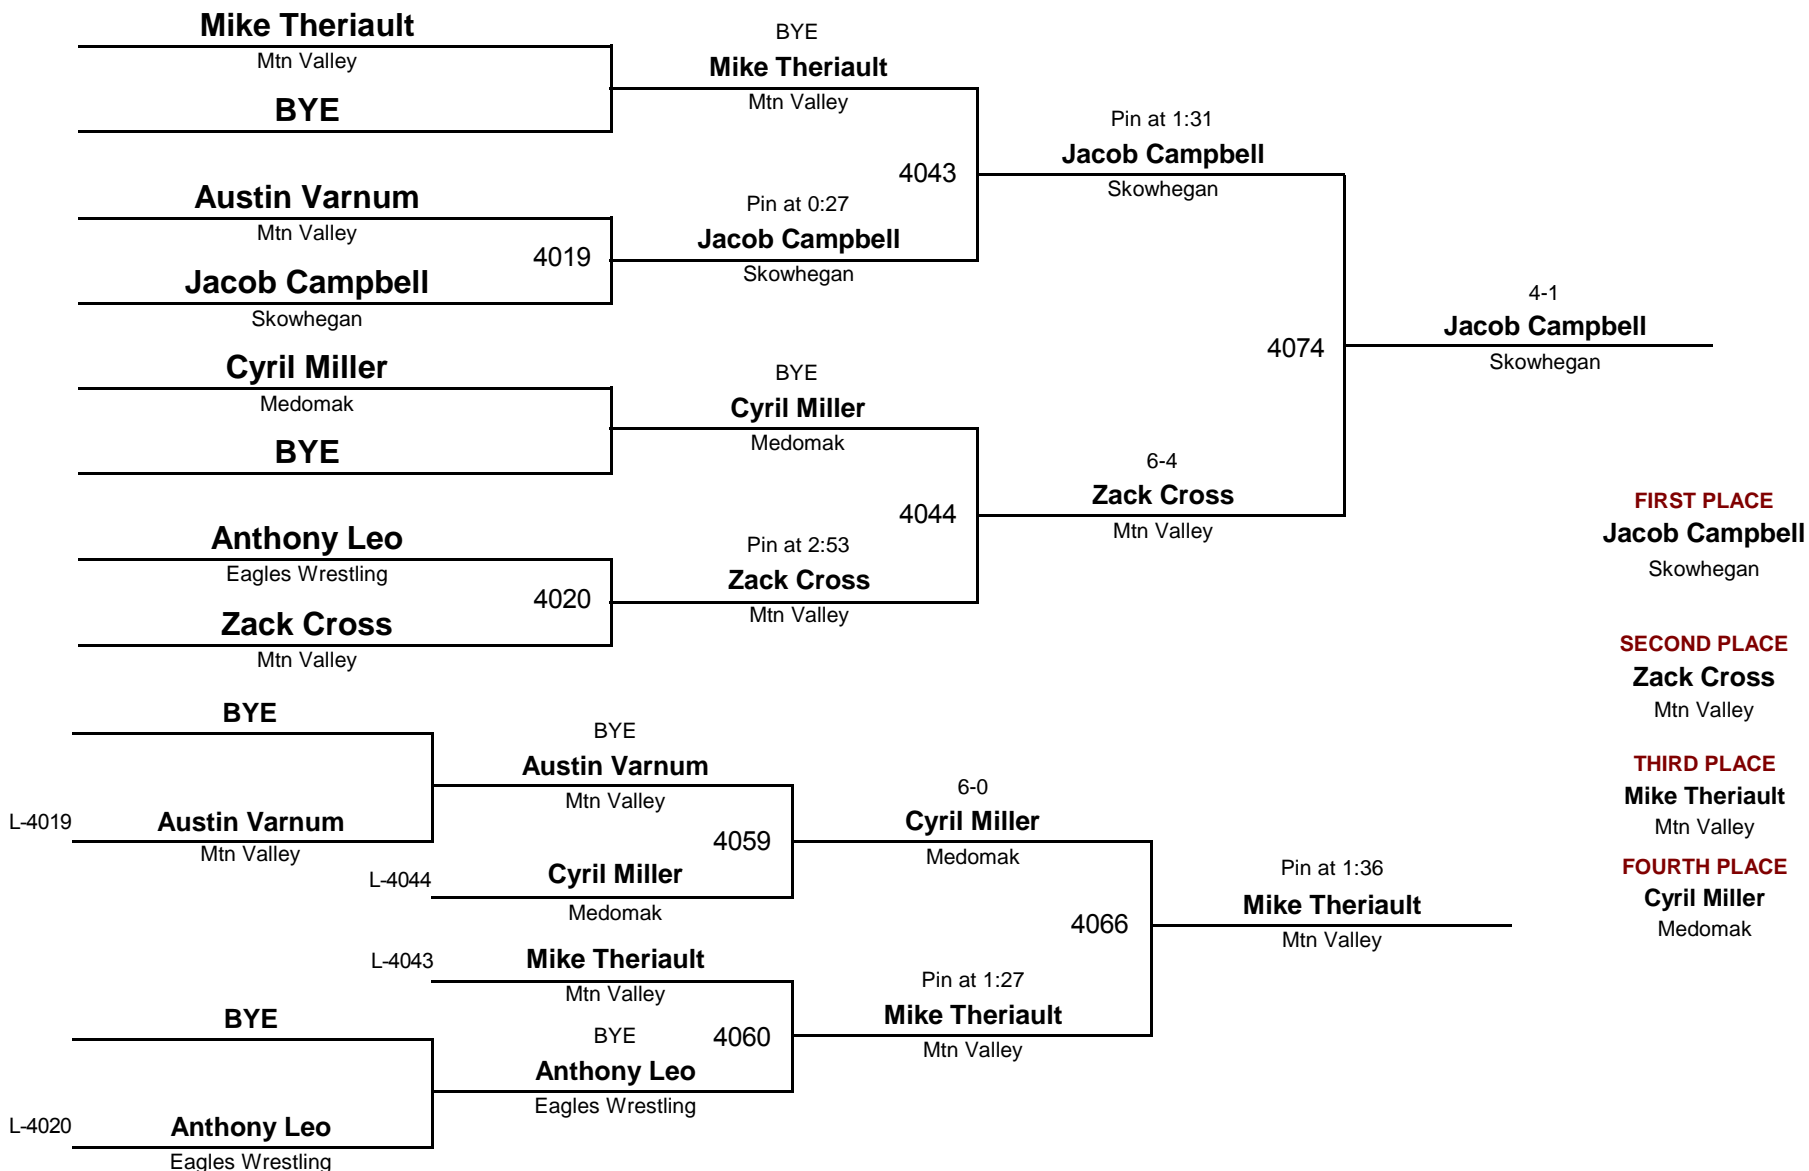 Mike Theriault
Mtn Valley
BYE
Austin Varnum
Mtn Valley
4019
Jacob Campbell
Skowhegan
Cyril Miller
Medomak
BYE
Anthony Leo
Eagles Wrestling
4020
Zack Cross
Mtn Valley
BYE
Mike Theriault
Mtn Valley
4043
Pin at 0:27
Jacob Campbell
Skowhegan
BYE
Cyril Miller
Medomak
4044
Pin at 2:53
Zack Cross
Mtn Valley
Pin at 1:31
Jacob Campbell
Skowhegan
4074
6-4
Zack Cross
Mtn Valley
4-1
Jacob Campbell
Skowhegan
FIRST PLACE
Jacob Campbell
Skowhegan
SECOND PLACE
Zack Cross
Mtn Valley
THIRD PLACE
Mike Theriault
Mtn Valley
FOURTH PLACE
Cyril Miller
Medomak
BYE
L-4019
Austin Varnum
Mtn Valley
BYE
Austin Varnum
Mtn Valley
4059
L-4044
Cyril Miller
Medomak
L-4043
Mike Theriault
Mtn Valley
BYE
BYE
4060
Anthony Leo
Eagles Wrestling
L-4020
Anthony Leo
Eagles Wrestling
6-0
Cyril Miller
Medomak
4066
Pin at 1:27
Mike Theriault
Mtn Valley
Pin at 1:36
Mike Theriault
Mtn Valley